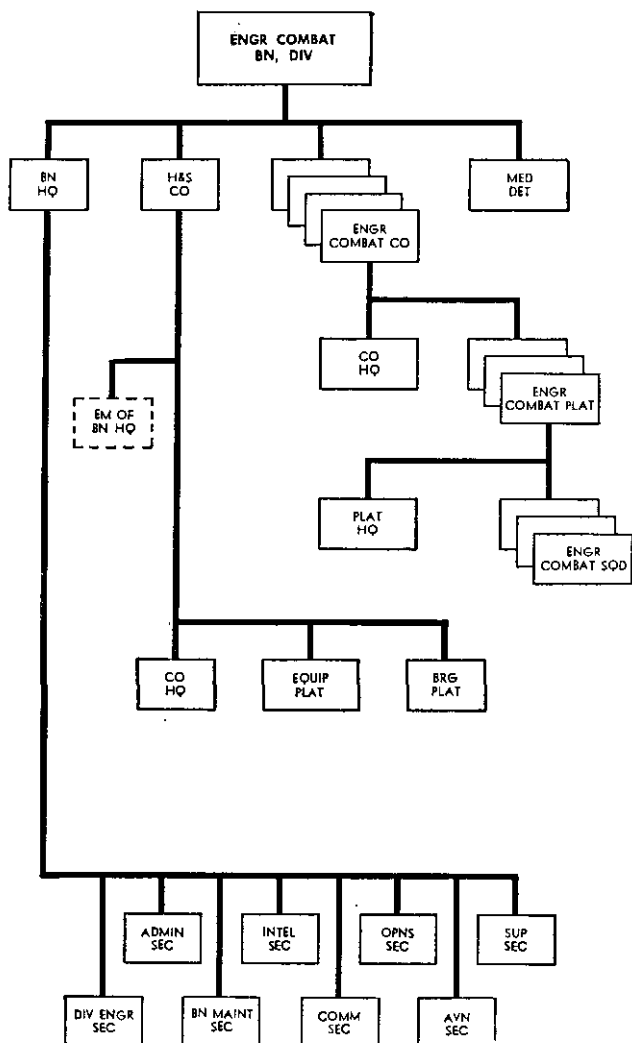 ENGR COMBAT
BN, DIV
BN
HQ
H&S
CO
ENGR
COMBAT CO
MED
DET
CO
HQ
ENGR
COMBAT PLAT
EM OF
BN HQ
PLAT
HQ
ENGR
COMBAT SQD
CO
HQ
EQUIP
PLAT
BRG
PLAT
ADMIN
SEC
INTEL
SEC
OPNS
SEC
SUP
SEC
DIV ENGR
SEC
BN MAINT
SEC
COMM
SEC
AVN
SEC